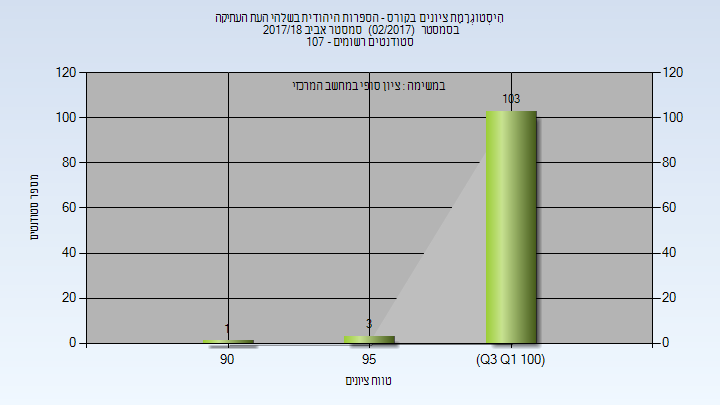 היסטוגרמת ציונים בקורס - הספרות היהודית בשלהי העת העתיקה
בסמסטר (02/2017) סמסטר אביב 2017/18
סטודנטים רשומים - 107
במשימה : ציון סופי במחשב המרכזי
120 120
100 100
80 80
60 60
40 40
20 20
0 0
מספר סטודנטים
1
3
103
90
95
(Q3 Q1 100)
טווח ציונים